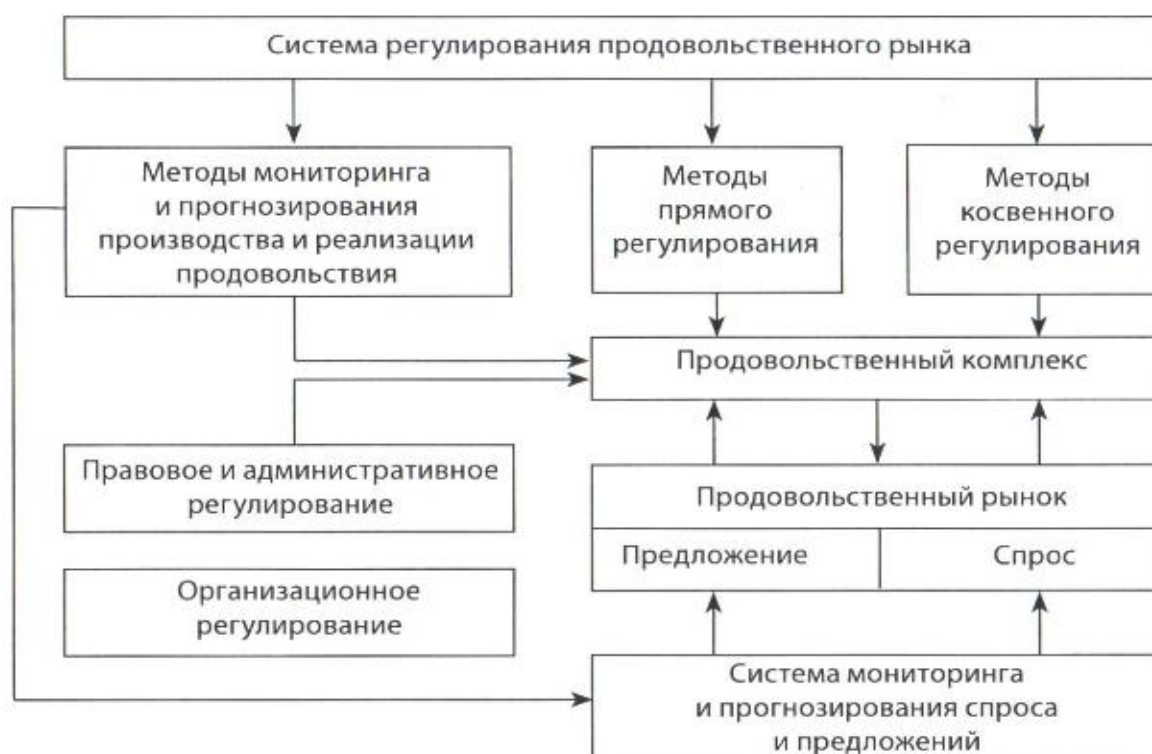 Система регулирования продовольственного рынка
Методы мониторинга
и прогнозирования
производства и реализации
продовольствия
Методы
прямого
регулирования
Методы
косвенного
регулирования
Продовольственный комплекс
Правовое и административное
регулирование
Продовольственный рынок
Предложение
Спрос
Организационное
регулирование
Система мониторинга
и прогнозирования спроса
и предложений